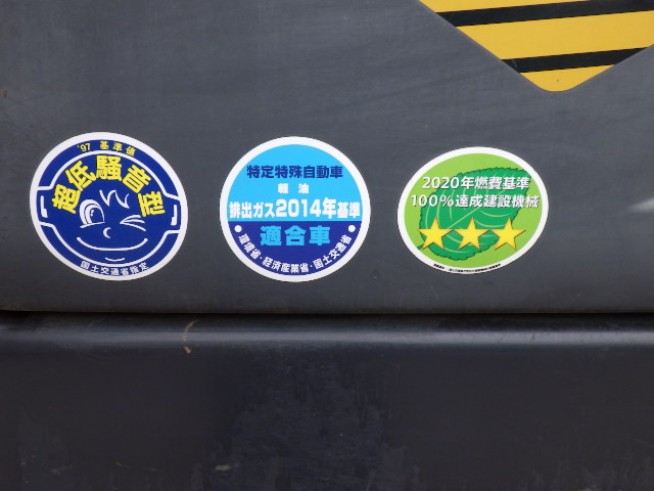 '97 基準値
超低騒音型
国土交通省指定
特定特殊自動車
軽油
排出ガス2014年基準
適合車
環境省・経済産業省・国土交通省
2020年燃費基準
100%達成建設機械